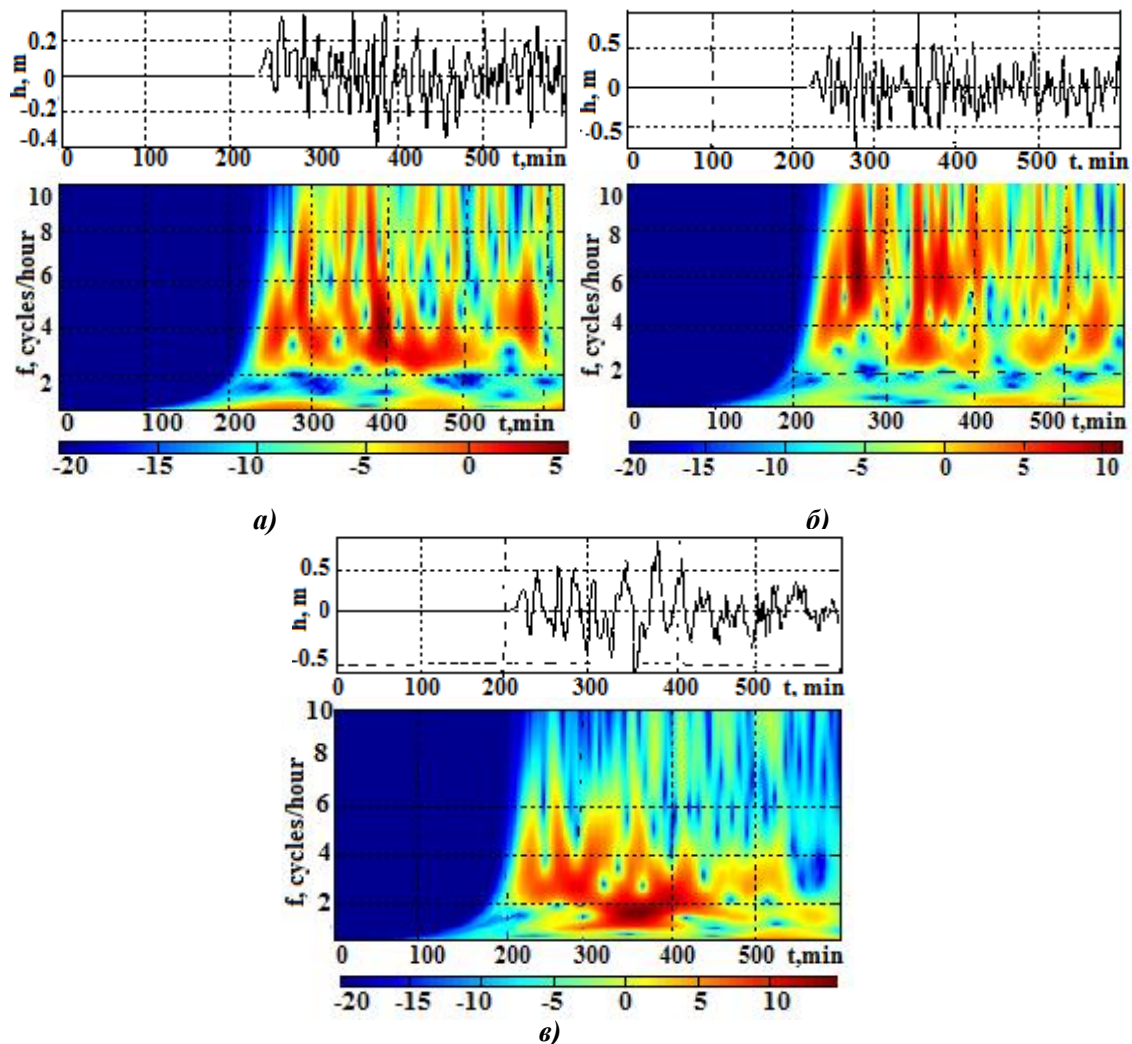 h, m
0.2
0
-0.2
-0.4
0 100 200 300 400 500 t,min
f, cycles/hour
10
8
6
4
2
0 100 200 300 400 500 t,min
-20 -15 -10 -5 0 5
а)
h, m
0.5
0
-0.5
0 100 200 300 400 500 t, min
f, cycles/hour
10
8
6
4
2
0 100 200 300 400 500 t,min
-20 -15 -10 -5 0 5 10
б)
h, m
0.5
0
-0.5
0 100 200 300 400 500 t, min
f, cycles/hour
10
6
4
2
0 100 200 300 400 500 t,min
-20 -15 -10 -5 0 5 10
в)